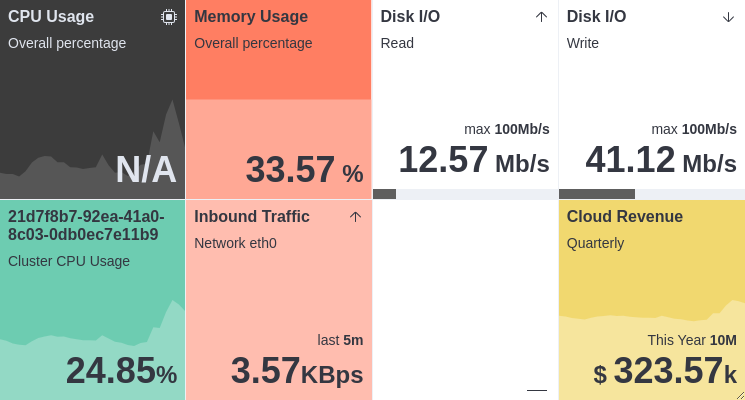 CPU Usage
Overall percentage
N/A
Memory Usage
Overall percentage
33.57 %
Disk I/O
Read
max 100Mb/s
12.57 Mb/s
Disk I/O
Write
max 100Mb/s
41.12 Mb/s
21d7f8b7-92ea-41a0-
8c03-0db0ec7e11b9
Cluster CPU Usage
24.85%
Inbound Traffic
Network eth0
last 5m
3.57KBps
Cloud Revenue
Quarterly
This Year 10M
$ 323.57k